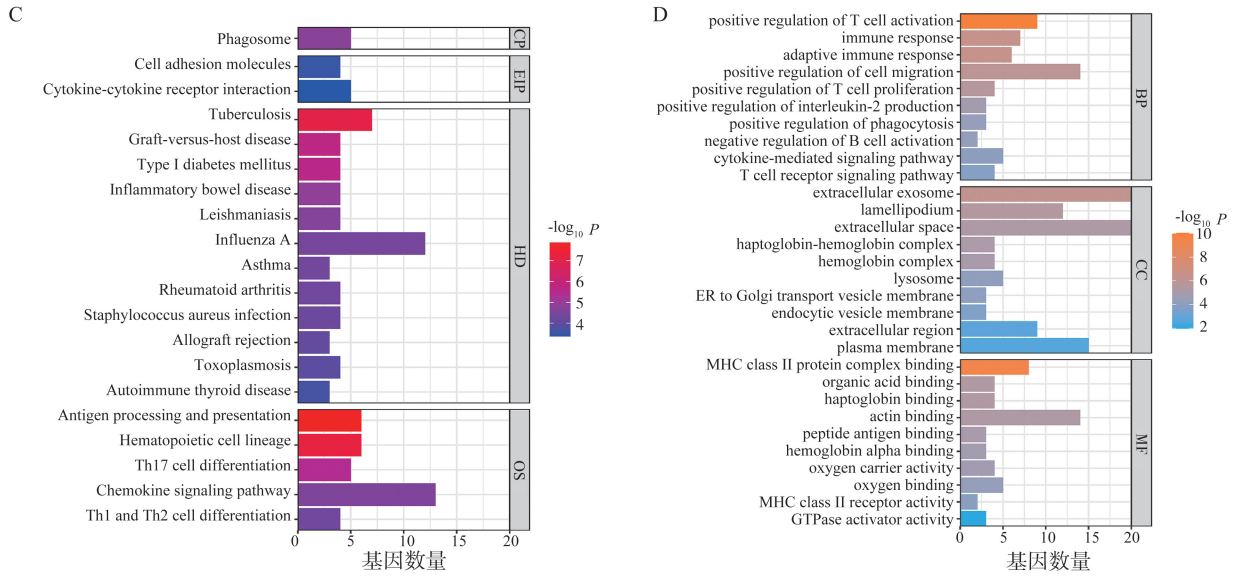 C
Phagosome
CP
Cell adhesion molecules
Cytokine-cytokine receptor interaction
EIP
Tuberculosis
Graft-versus-host disease
Type I diabetes mellitus
Inflammatory bowel disease
Leishmaniasis
Influenza A
Asthma
Rheumatoid arthritis
Staphylococcus aureus infection
Allograft rejection
Toxoplasmosis
Autoimmune thyroid disease
HD
Antigen processing and presentation
Hematopoietic cell lineage
Th17 cell differentiation
Chemokine signaling pathway
Th1 and Th2 cell differentiation
OS
0 5 10 15 20
基因数量
-log₁₀ P
7
6
5
4
D
positive regulation of T cell activation
immune response
adaptive immune response
positive regulation of cell migration
positive regulation of T cell proliferation
positive regulation of interleukin-2 production
positive regulation of phagocytosis
negative regulation of B cell activation
cytokine-mediated signaling pathway
T cell receptor signaling pathway
BP
extracellular exosome
lamellipodium
extracellular space
haptoglobin-hemoglobin complex
hemoglobin complex
lysosome
ER to Golgi transport vesicle membrane
endocytic vesicle membrane
extracellular region
plasma membrane
CC
MHC class II protein complex binding
organic acid binding
haptoglobin binding
actin binding
peptide antigen binding
hemoglobin alpha binding
oxygen carrier activity
oxygen binding
MHC class II receptor activity
GTPase activator activity
MF
0 5 10 15 20
基因数量
-log₁₀ P
10
8
6
4
2